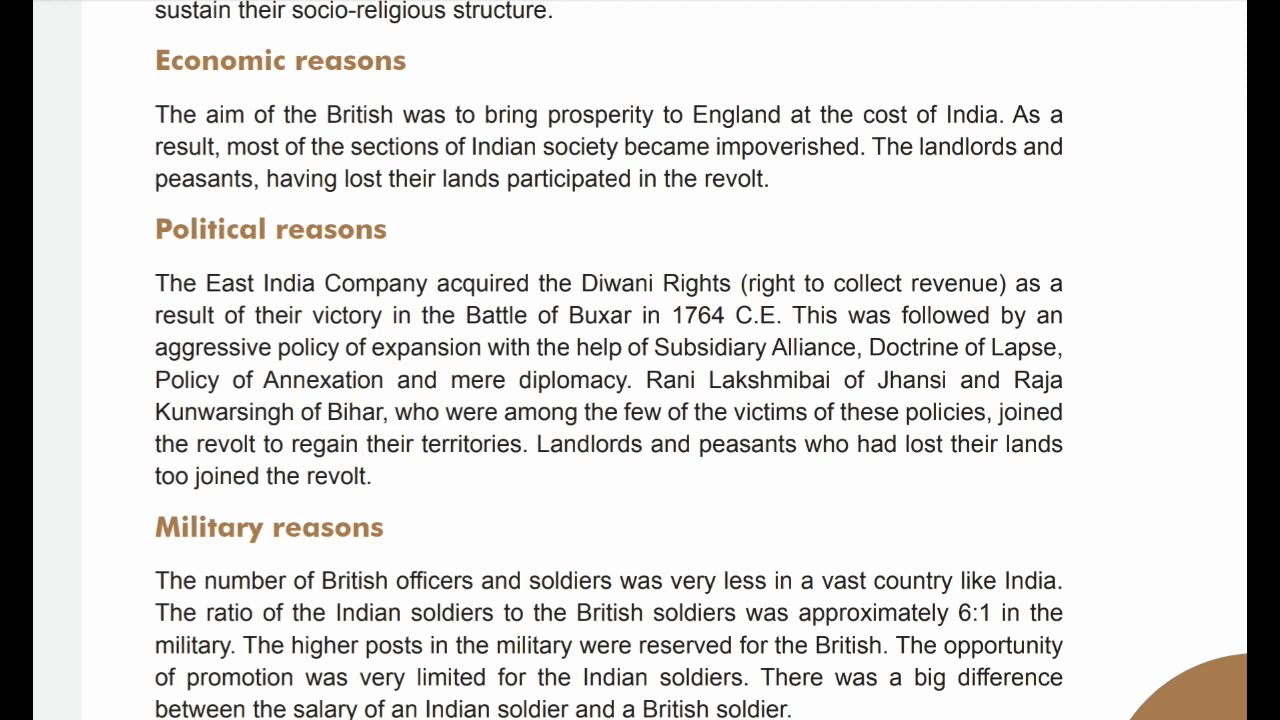 sustain their socio-religious structure.
Economic reasons
The aim of the British was to bring prosperity to England at the cost of India. As a
result, most of the sections of Indian society became impoverished. The landlords and
peasants, having lost their lands participated in the revolt.
Political reasons
The East India Company acquired the Diwani Rights (right to collect revenue) as a
result of their victory in the Battle of Buxar in 1764 C.E. This was followed by an
aggressive policy of expansion with the help of Subsidiary Alliance, Doctrine of Lapse,
Policy of Annexation and mere diplomacy. Rani Lakshmibai of Jhansi and Raja
Kunwarsingh of Bihar, who were among the few of the victims of these policies, joined
the revolt to regain their territories. Landlords and peasants who had lost their lands
too joined the revolt.
Military reasons
The number of British officers and soldiers was very less in a vast country like India.
The ratio of the Indian soldiers to the British soldiers was approximately 6:1 in the
military. The higher posts in the military were reserved for the British. The opportunity
of promotion was very limited for the Indian soldiers. There was a big difference
between the salary of an Indian soldier and a British soldier.